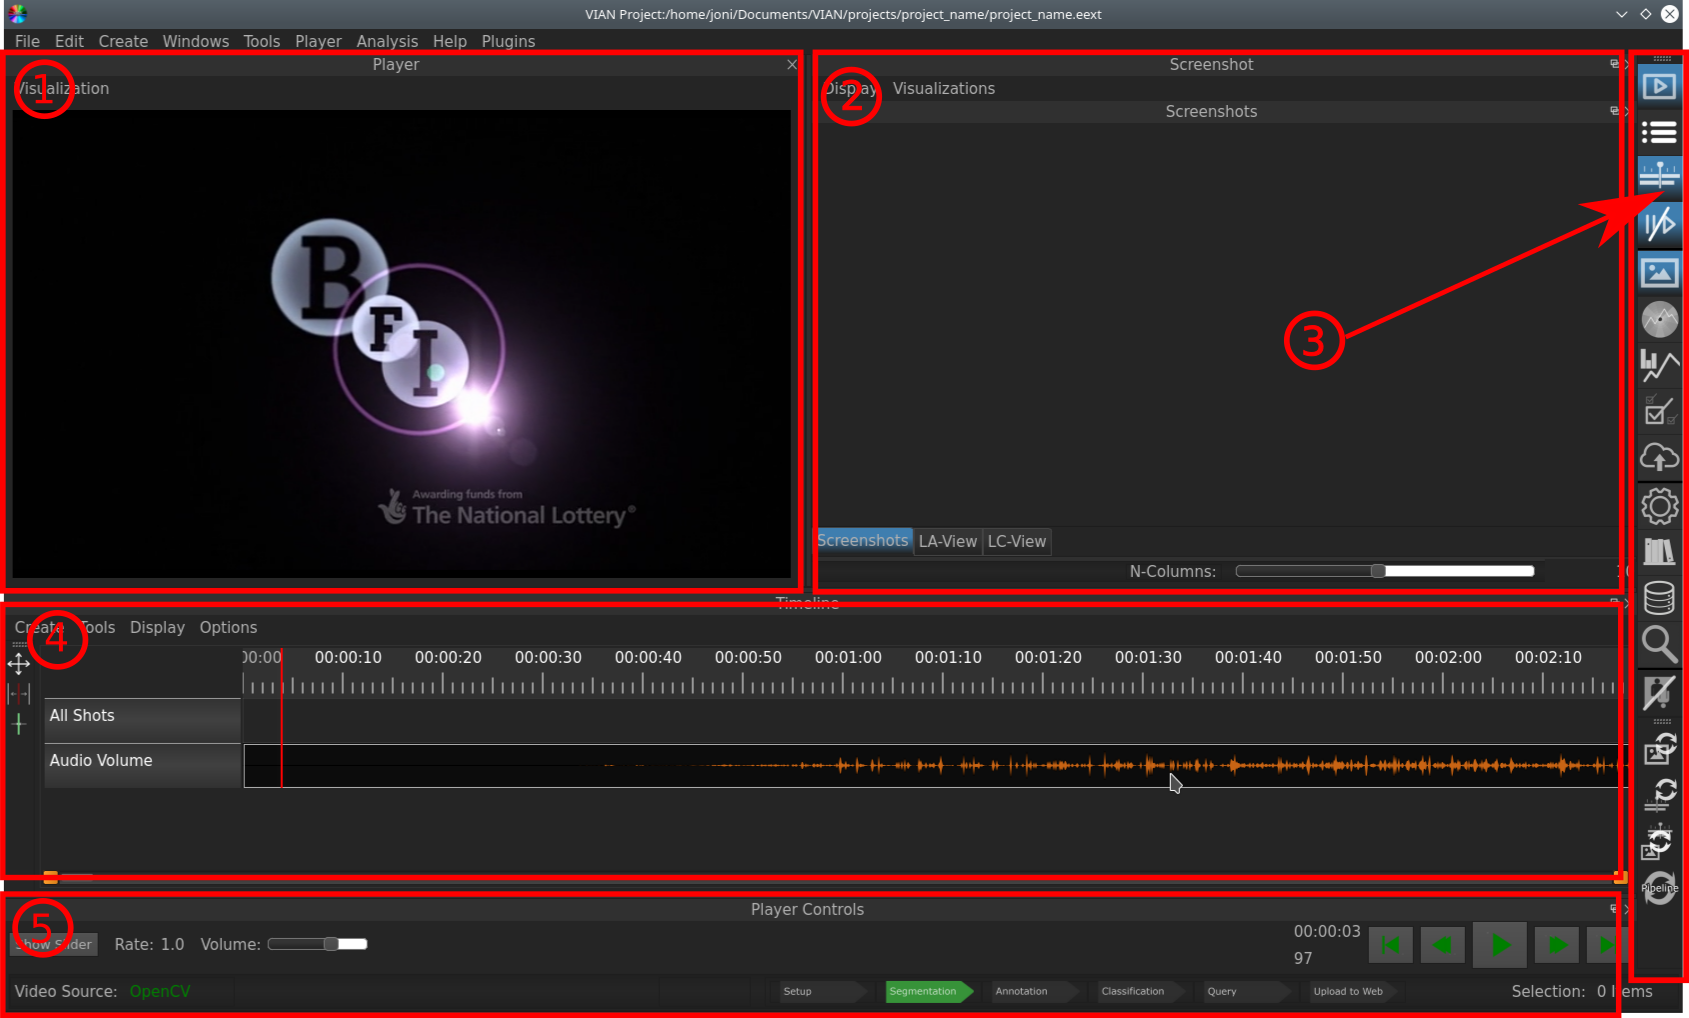 VIAN Project:/home/joni/Documents/VIAN/projects/project_name/project_name.eext
File Edit Create Windows Tools Player Analysis Help Plugins
Player
Screenshot
1
Visualization
2
Display Visualizations
Screenshots
B
F
I
Awarding funds from
The National Lottery®
3
Screenshots LA-View LC-View
N-Columns:
Timeline
4
Create Tools Display Options
00:00 00:00:10 00:00:20 00:00:30 00:00:40 00:00:50 00:01:00 00:01:10 00:01:20 00:01:30 00:01:40 00:01:50 00:02:00 00:02:10
All Shots
Audio Volume
Pipeline
Player Controls
5
Show Slider Rate: 1.0 Volume:
00:00:03
97
Video Source: OpenCV
Setup Segmentation Annotation Classification Query Upload to Web
Selection: 0 Items